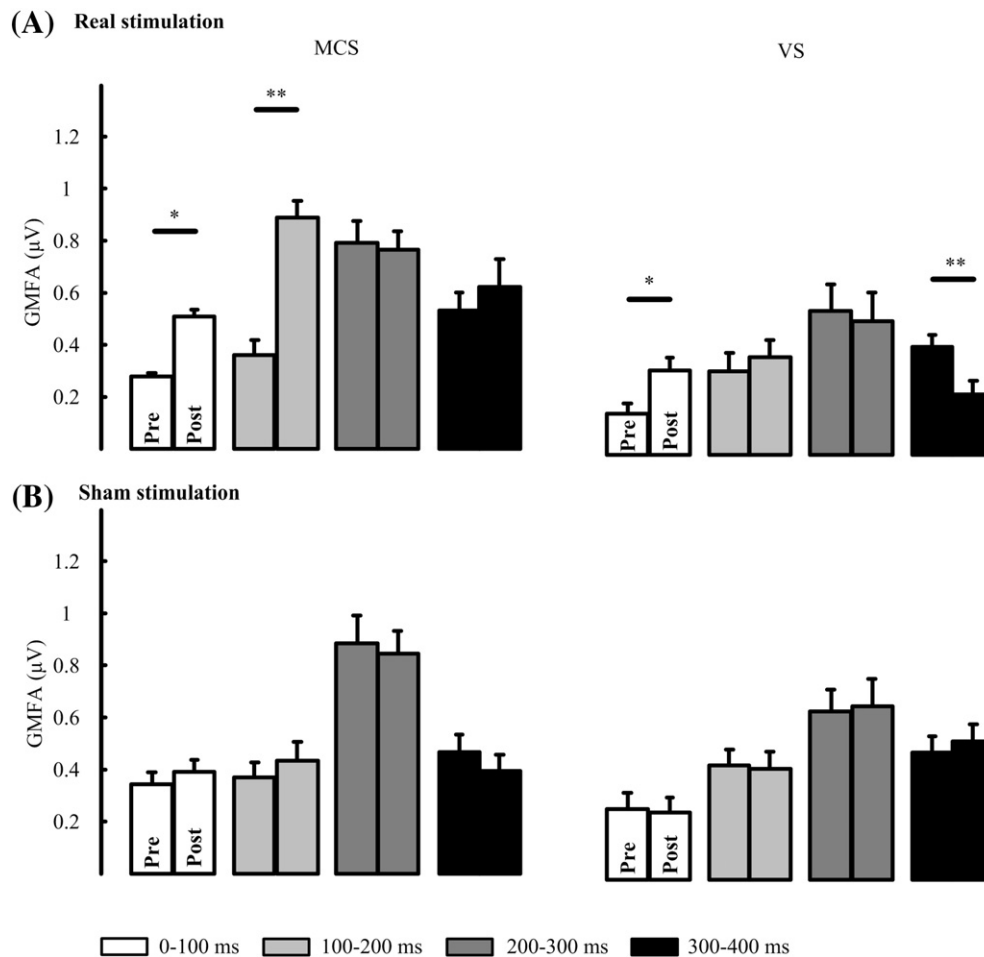 (A) Real stimulation
MCS VS
GMFA (µV)
1.2
1
0.8
0.6
0.4
0.2
* ** * **
Pre Post Pre Post
(B) Sham stimulation
GMFA (µV)
1.2
1
0.8
0.6
0.4
0.2
Pre Post Pre Post
0-100 ms 100-200 ms 200-300 ms 300-400 ms